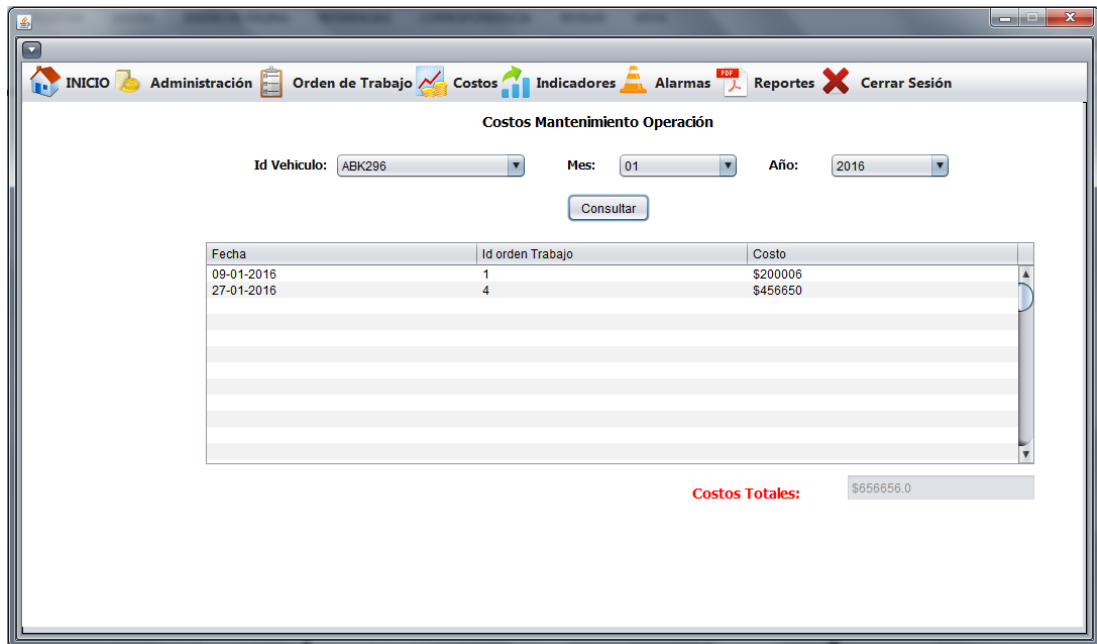 INICIO Administración Orden de Trabajo Costos Indicadores Alarmas PDF Reportes Cerrar Sesión
Costos Mantenimiento Operación
Id Vehiculo: ABK296 Mes: 01 Año: 2016
Consultar
Fecha Id orden Trabajo Costo
09-01-2016 1 $200006
27-01-2016 4 $456650
Costos Totales: $656656.0